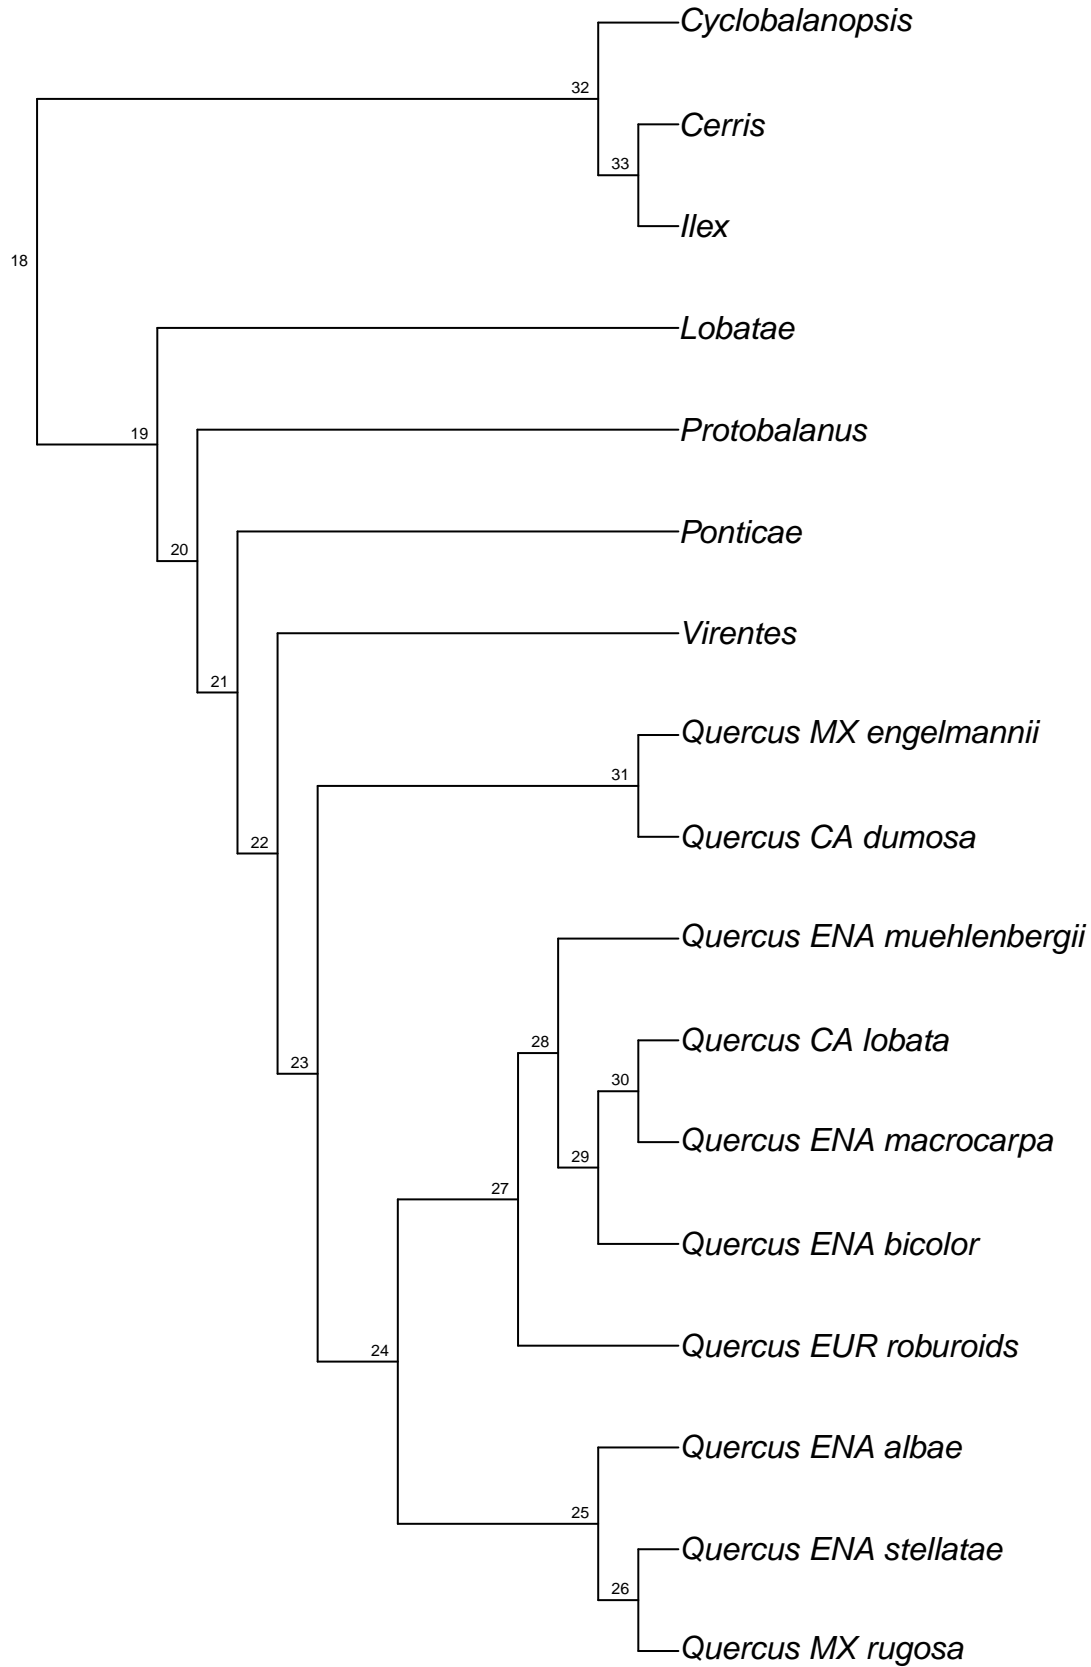 Cyclobalanopsis
32
Cerris
33
Ilex
18
Lobatae
Protobalanus
19
Ponticae
20
Virentes
21
Quercus MX engelmannii
31
Quercus CA dumosa
22
Quercus ENA muehlenbergii
28
Quercus CA lobata
23
30
Quercus ENA macrocarpa
29
27
Quercus ENA bicolor
Quercus EUR roburoids
24
Quercus ENA albae
25
Quercus ENA stellatae
26
Quercus MX rugosa